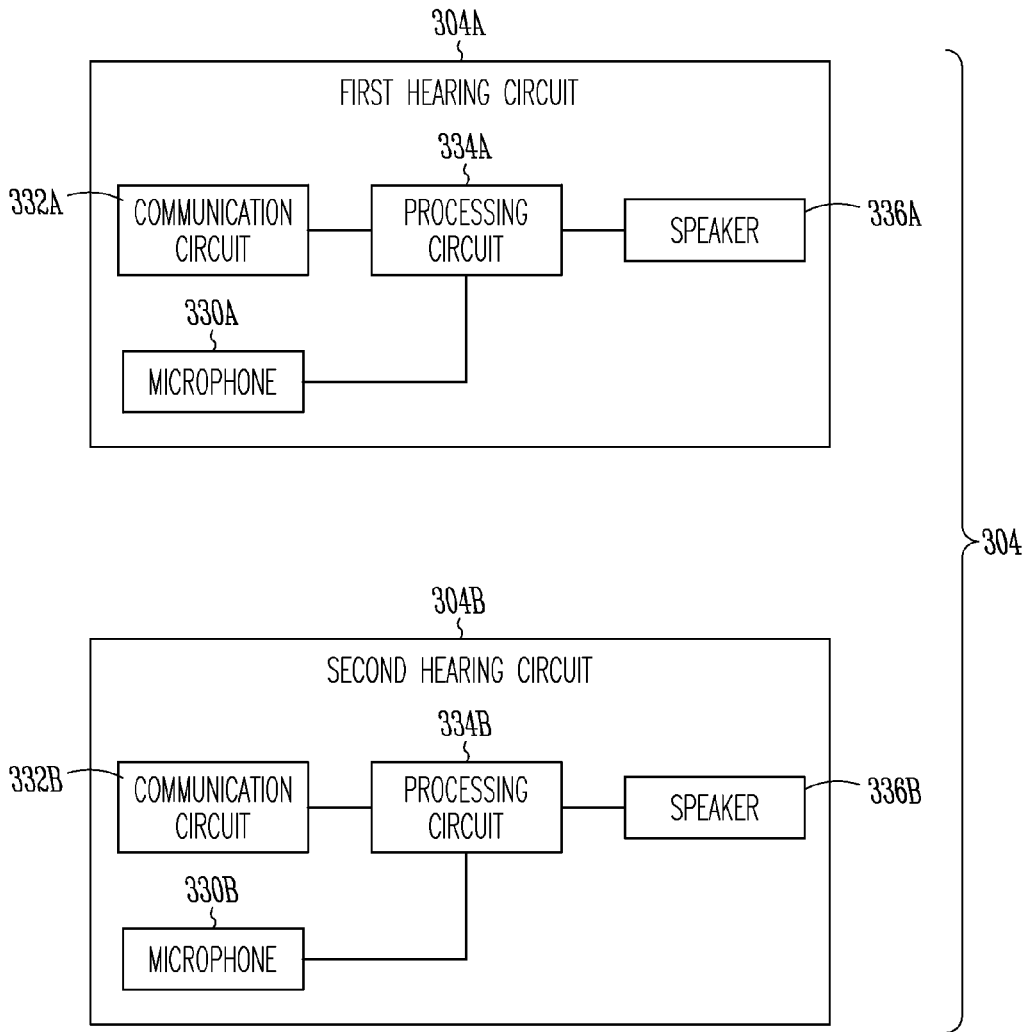 304A
FIRST HEARING CIRCUIT
334A
332A
COMMUNICATION
CIRCUIT
PROCESSING
CIRCUIT
SPEAKER
336A
330A
MICROPHONE
304
304B
SECOND HEARING CIRCUIT
334B
332B
COMMUNICATION
CIRCUIT
PROCESSING
CIRCUIT
SPEAKER
336B
330B
MICROPHONE